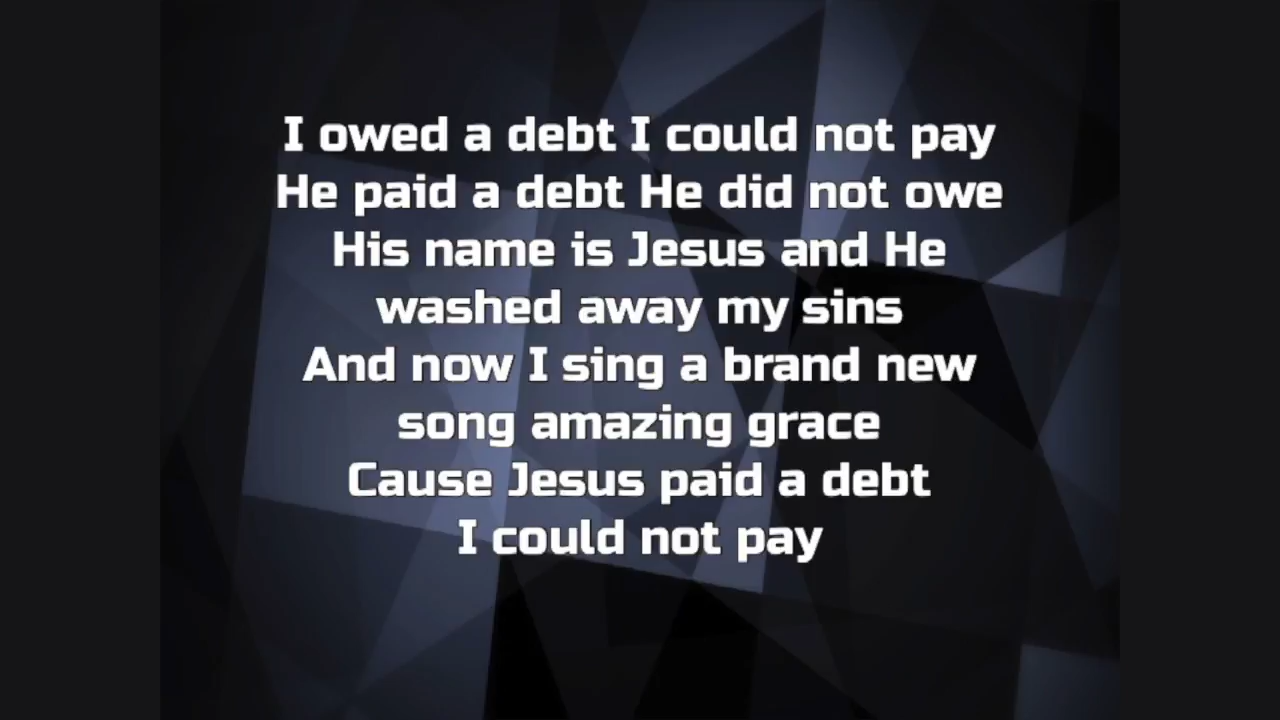 I owed a debt I could not pay
He paid a debt He did not owe
His name is Jesus and He
washed away my sins
And now I sing a brand new
song amazing grace
Cause Jesus paid a debt
I could not pay